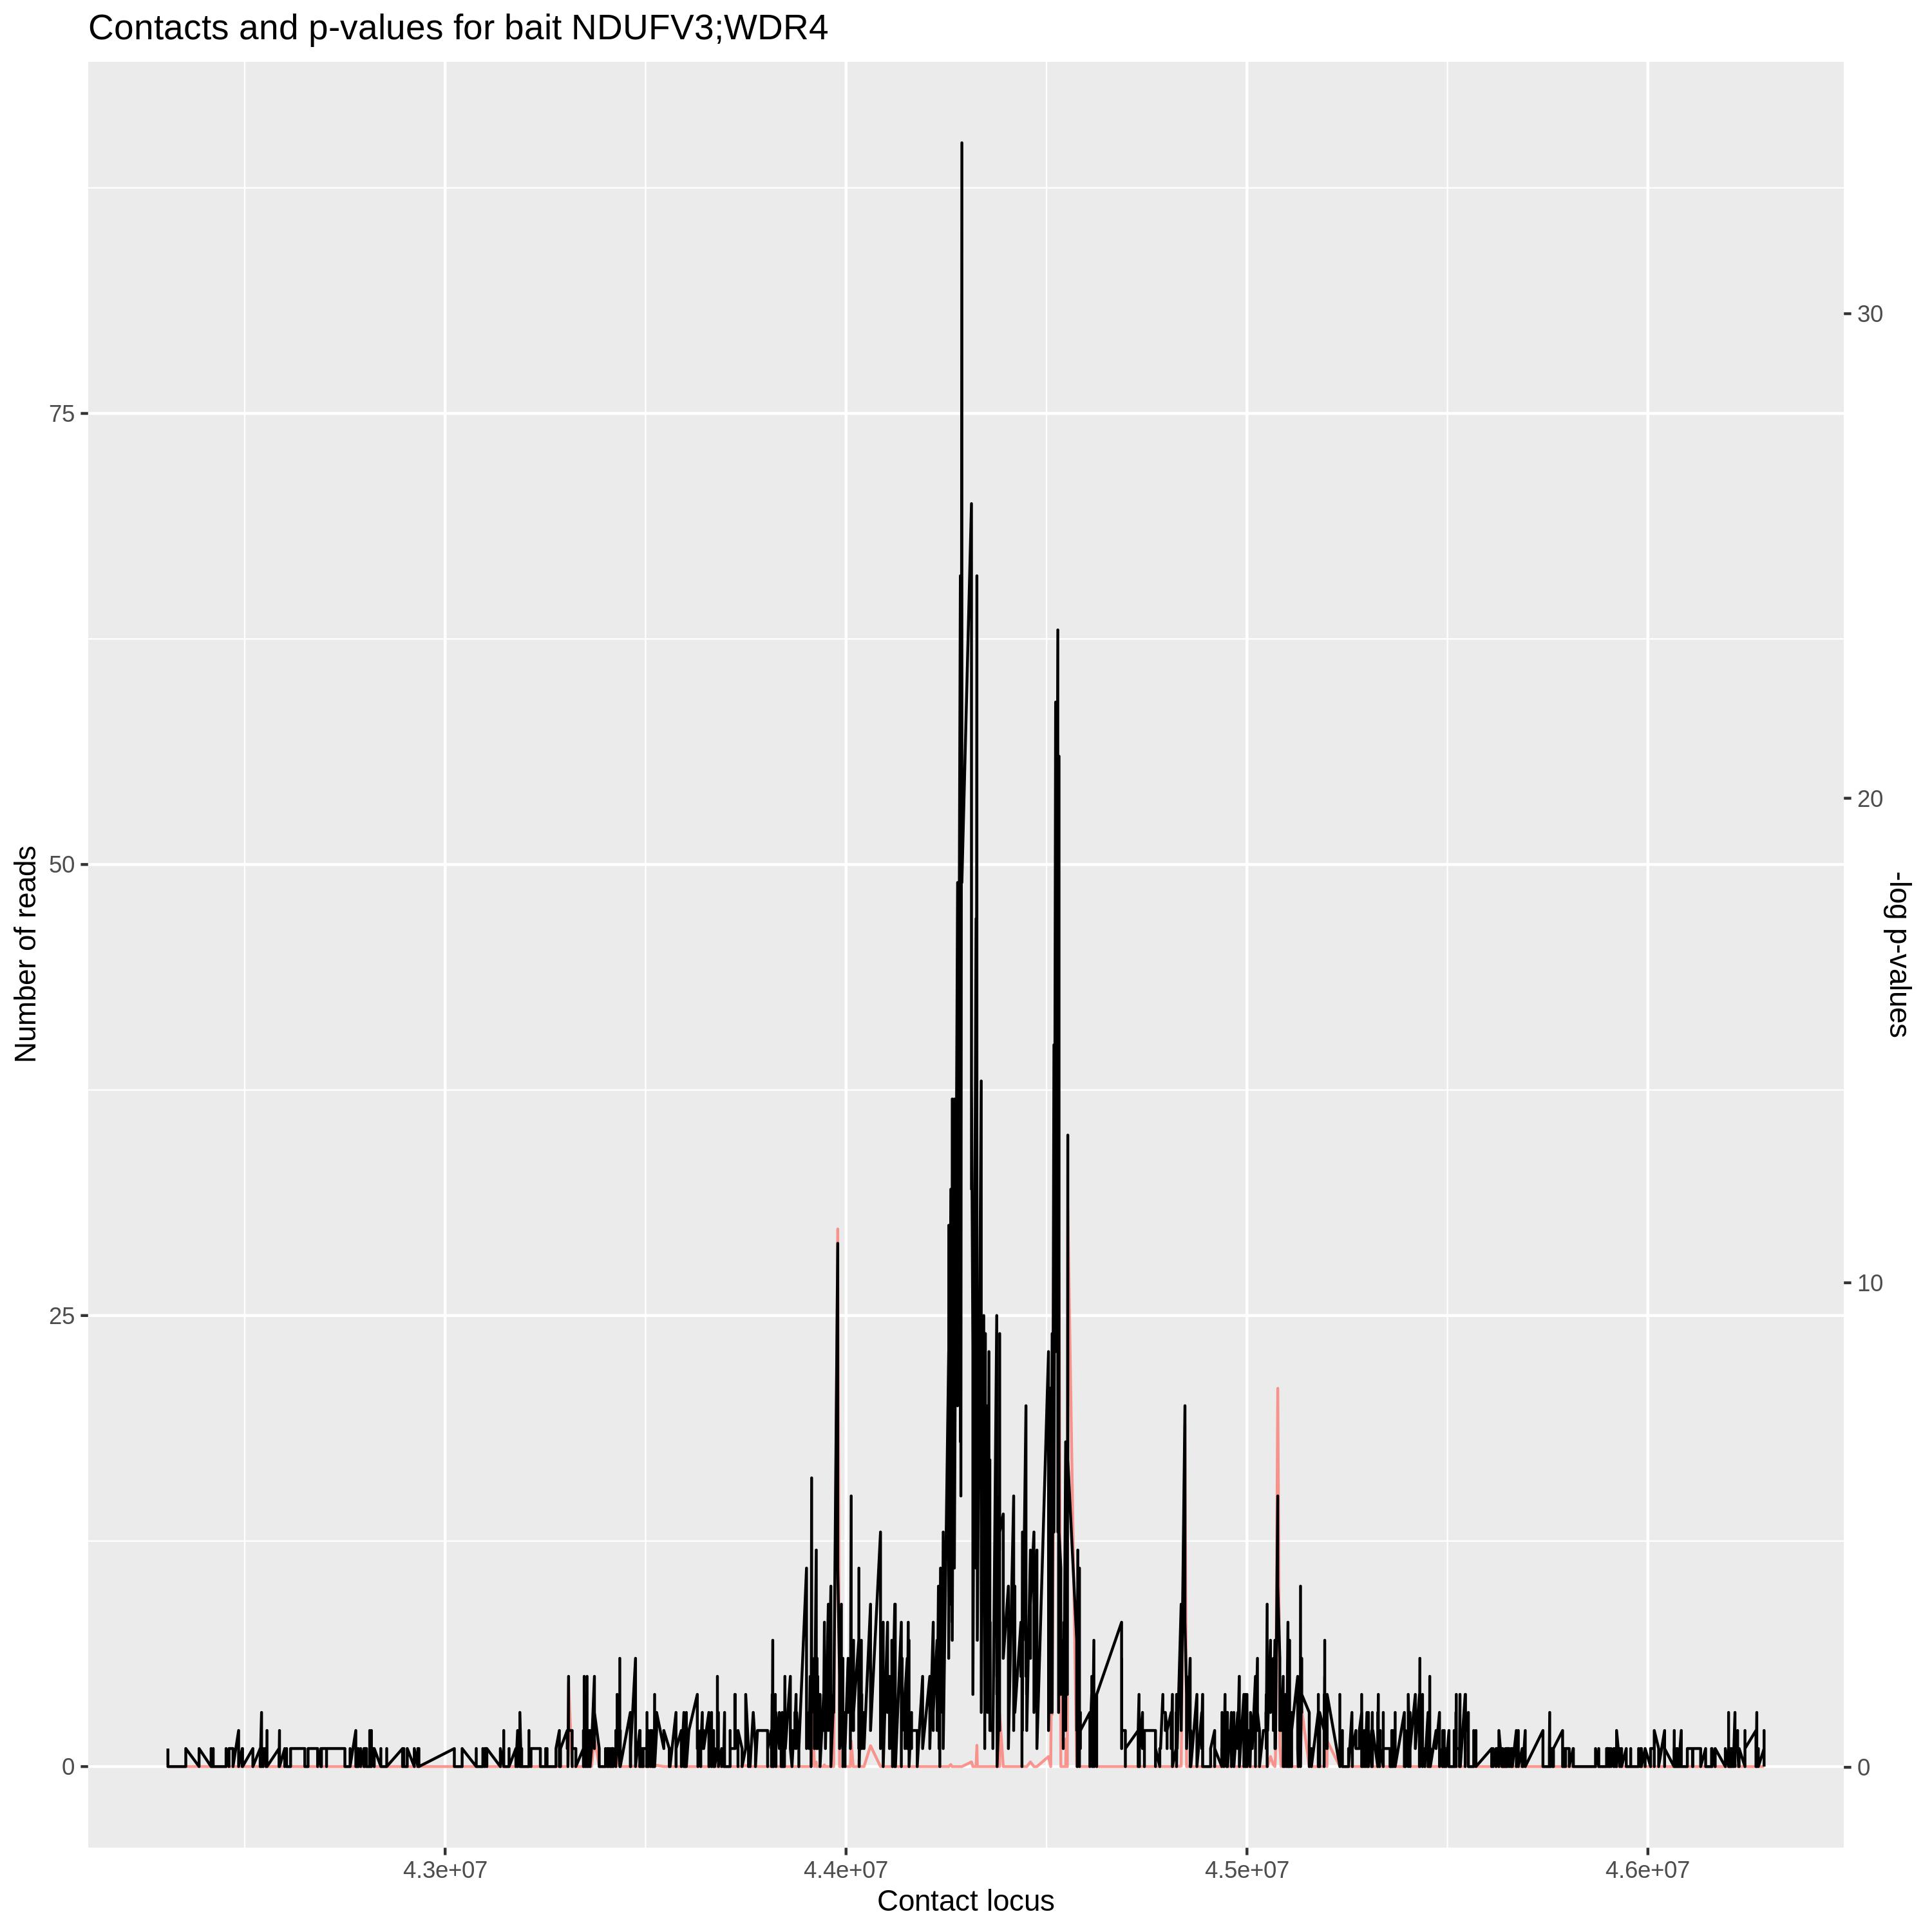 Contacts and p-values for bait NDUFV3;WDR4
Number of reads
75
50
25
0
30
20
10
0
-log p-values
4.3e+07
4.4e+07
4.5e+07
4.6e+07
Contact locus